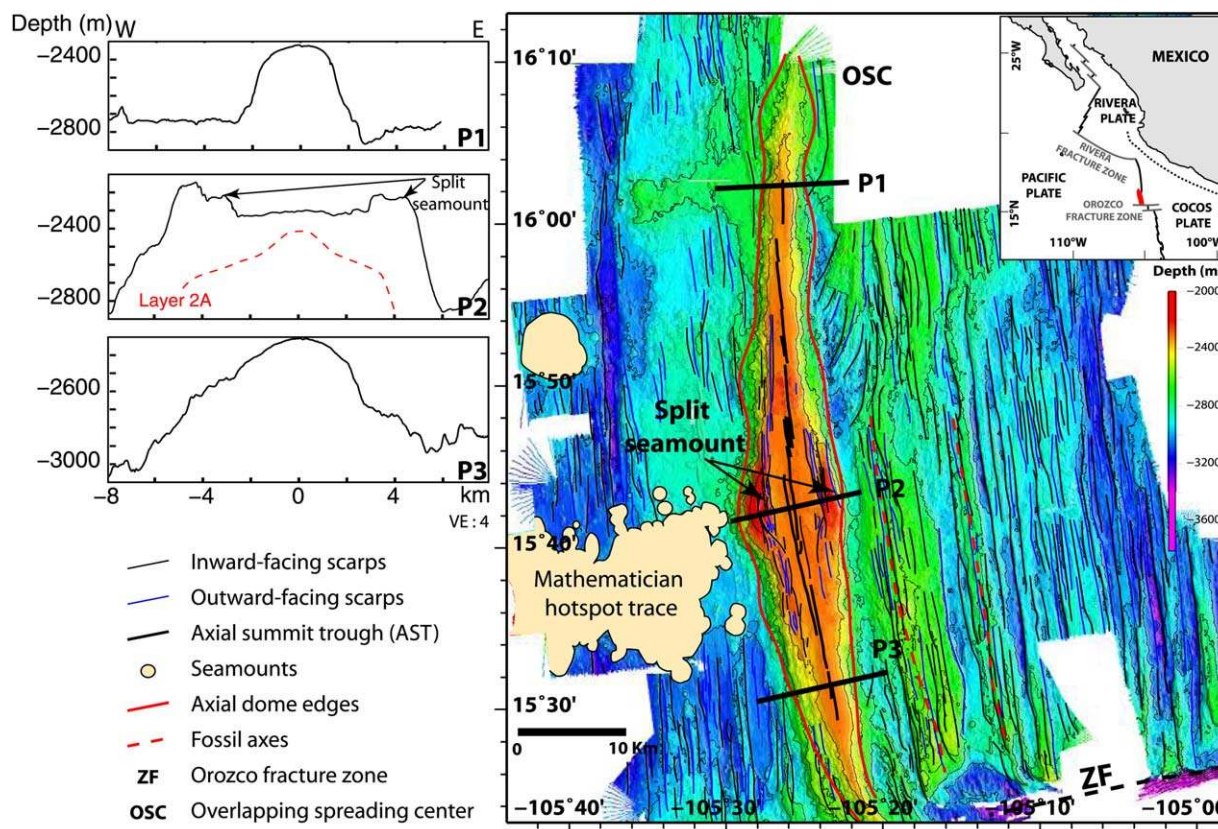 Depth (m)
W
E
−2400
−2800
P1
Split
seamount
−2400
−2400
−2800
Layer 2A
P2
−2600
−3000
P3
−8
−4
0
4
km
VE : 4
Inward-facing scarps
Outward-facing scarps
Axial summit trough (AST)
Seamounts
Axial dome edges
Fossil axes
ZF
Orozco fracture zone
OSC
Overlapping spreading center
16°10'
16°00'
15°50'
15°40'
15°30'
OSC
P1
Split
seamount
P2
Mathematician
hotspot trace
P3
0
10 Km
ZF
−105°40'
−105°30'
−105°20'
−105°10'
−105°00'
25°W
15°N
MEXICO
RIVERA
PLATE
RIVERA
FRACTURE ZONE
PACIFIC
PLATE
OROZCO
FRACTURE ZONE
COCOS
PLATE
110°W
100°W
Depth (m)
−2000
−2400
−2800
−3200
−3600